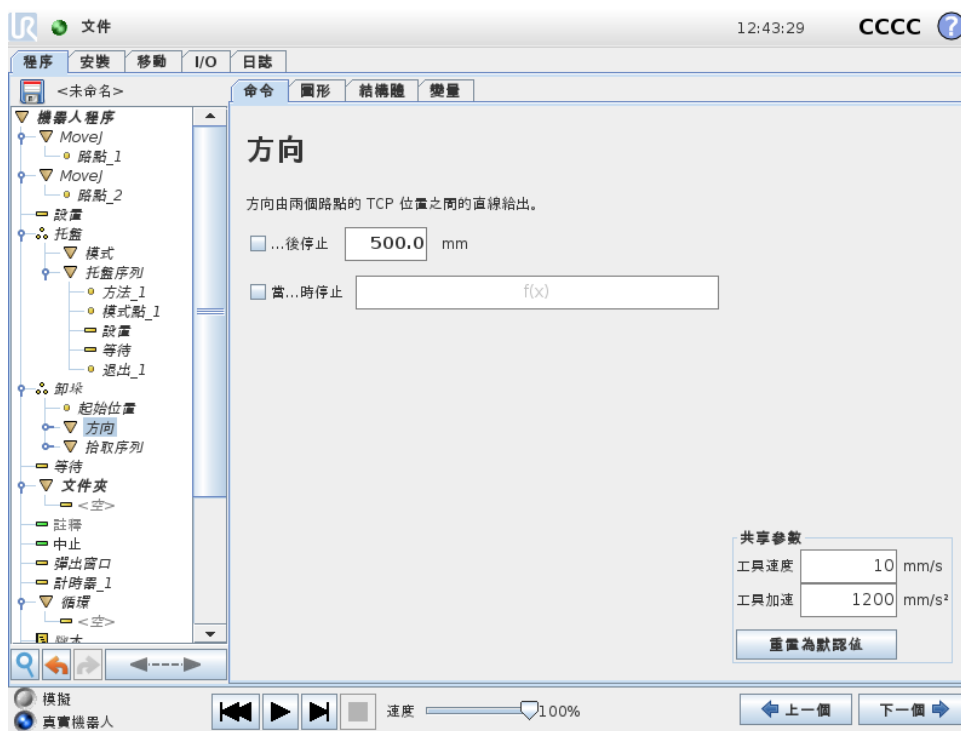 UR 文件 12:43:29 CCCC ?
程序 安裝 移動 I/O 日誌
<未命名> 命令 圖形 結構體 變量
機器人程序
MoveJ
路點_1
MoveJ
路點_2
設置
托盤
模式
托盤序列
方法_1
模式點_1
設置
等待
退出_1
卸垛
起始位置
方向
拾取序列
等待
文件夾
<空>
註釋
中止
彈出窗口
計時器_1
循環
<空>
方向
方向由兩個路點的 TCP 位置之間的直線給出。
...後停止 500.0 mm
當...時停止 f(x)
共享參數
工具速度 10 mm/s
工具加速 1200 mm/s²
重置為默認值
模擬
真實機器人
速度 100%
上一個 下一個